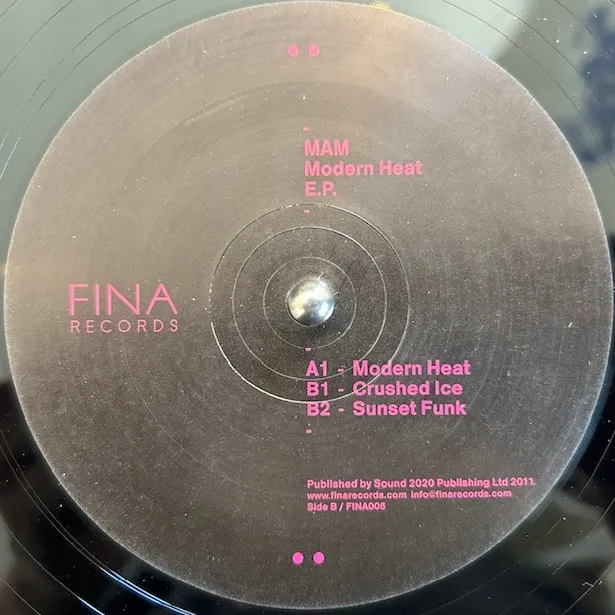 MAM
Modern Heat
E.P.
FINA
RECORDS
A1 - Modern Heat
B1 - Crushed Ice
B2 - Sunset Funk
Published by Sound 2020 Publishing Ltd 2011.
www.finarecords.com info@finarecords.com
Side B / FINA006